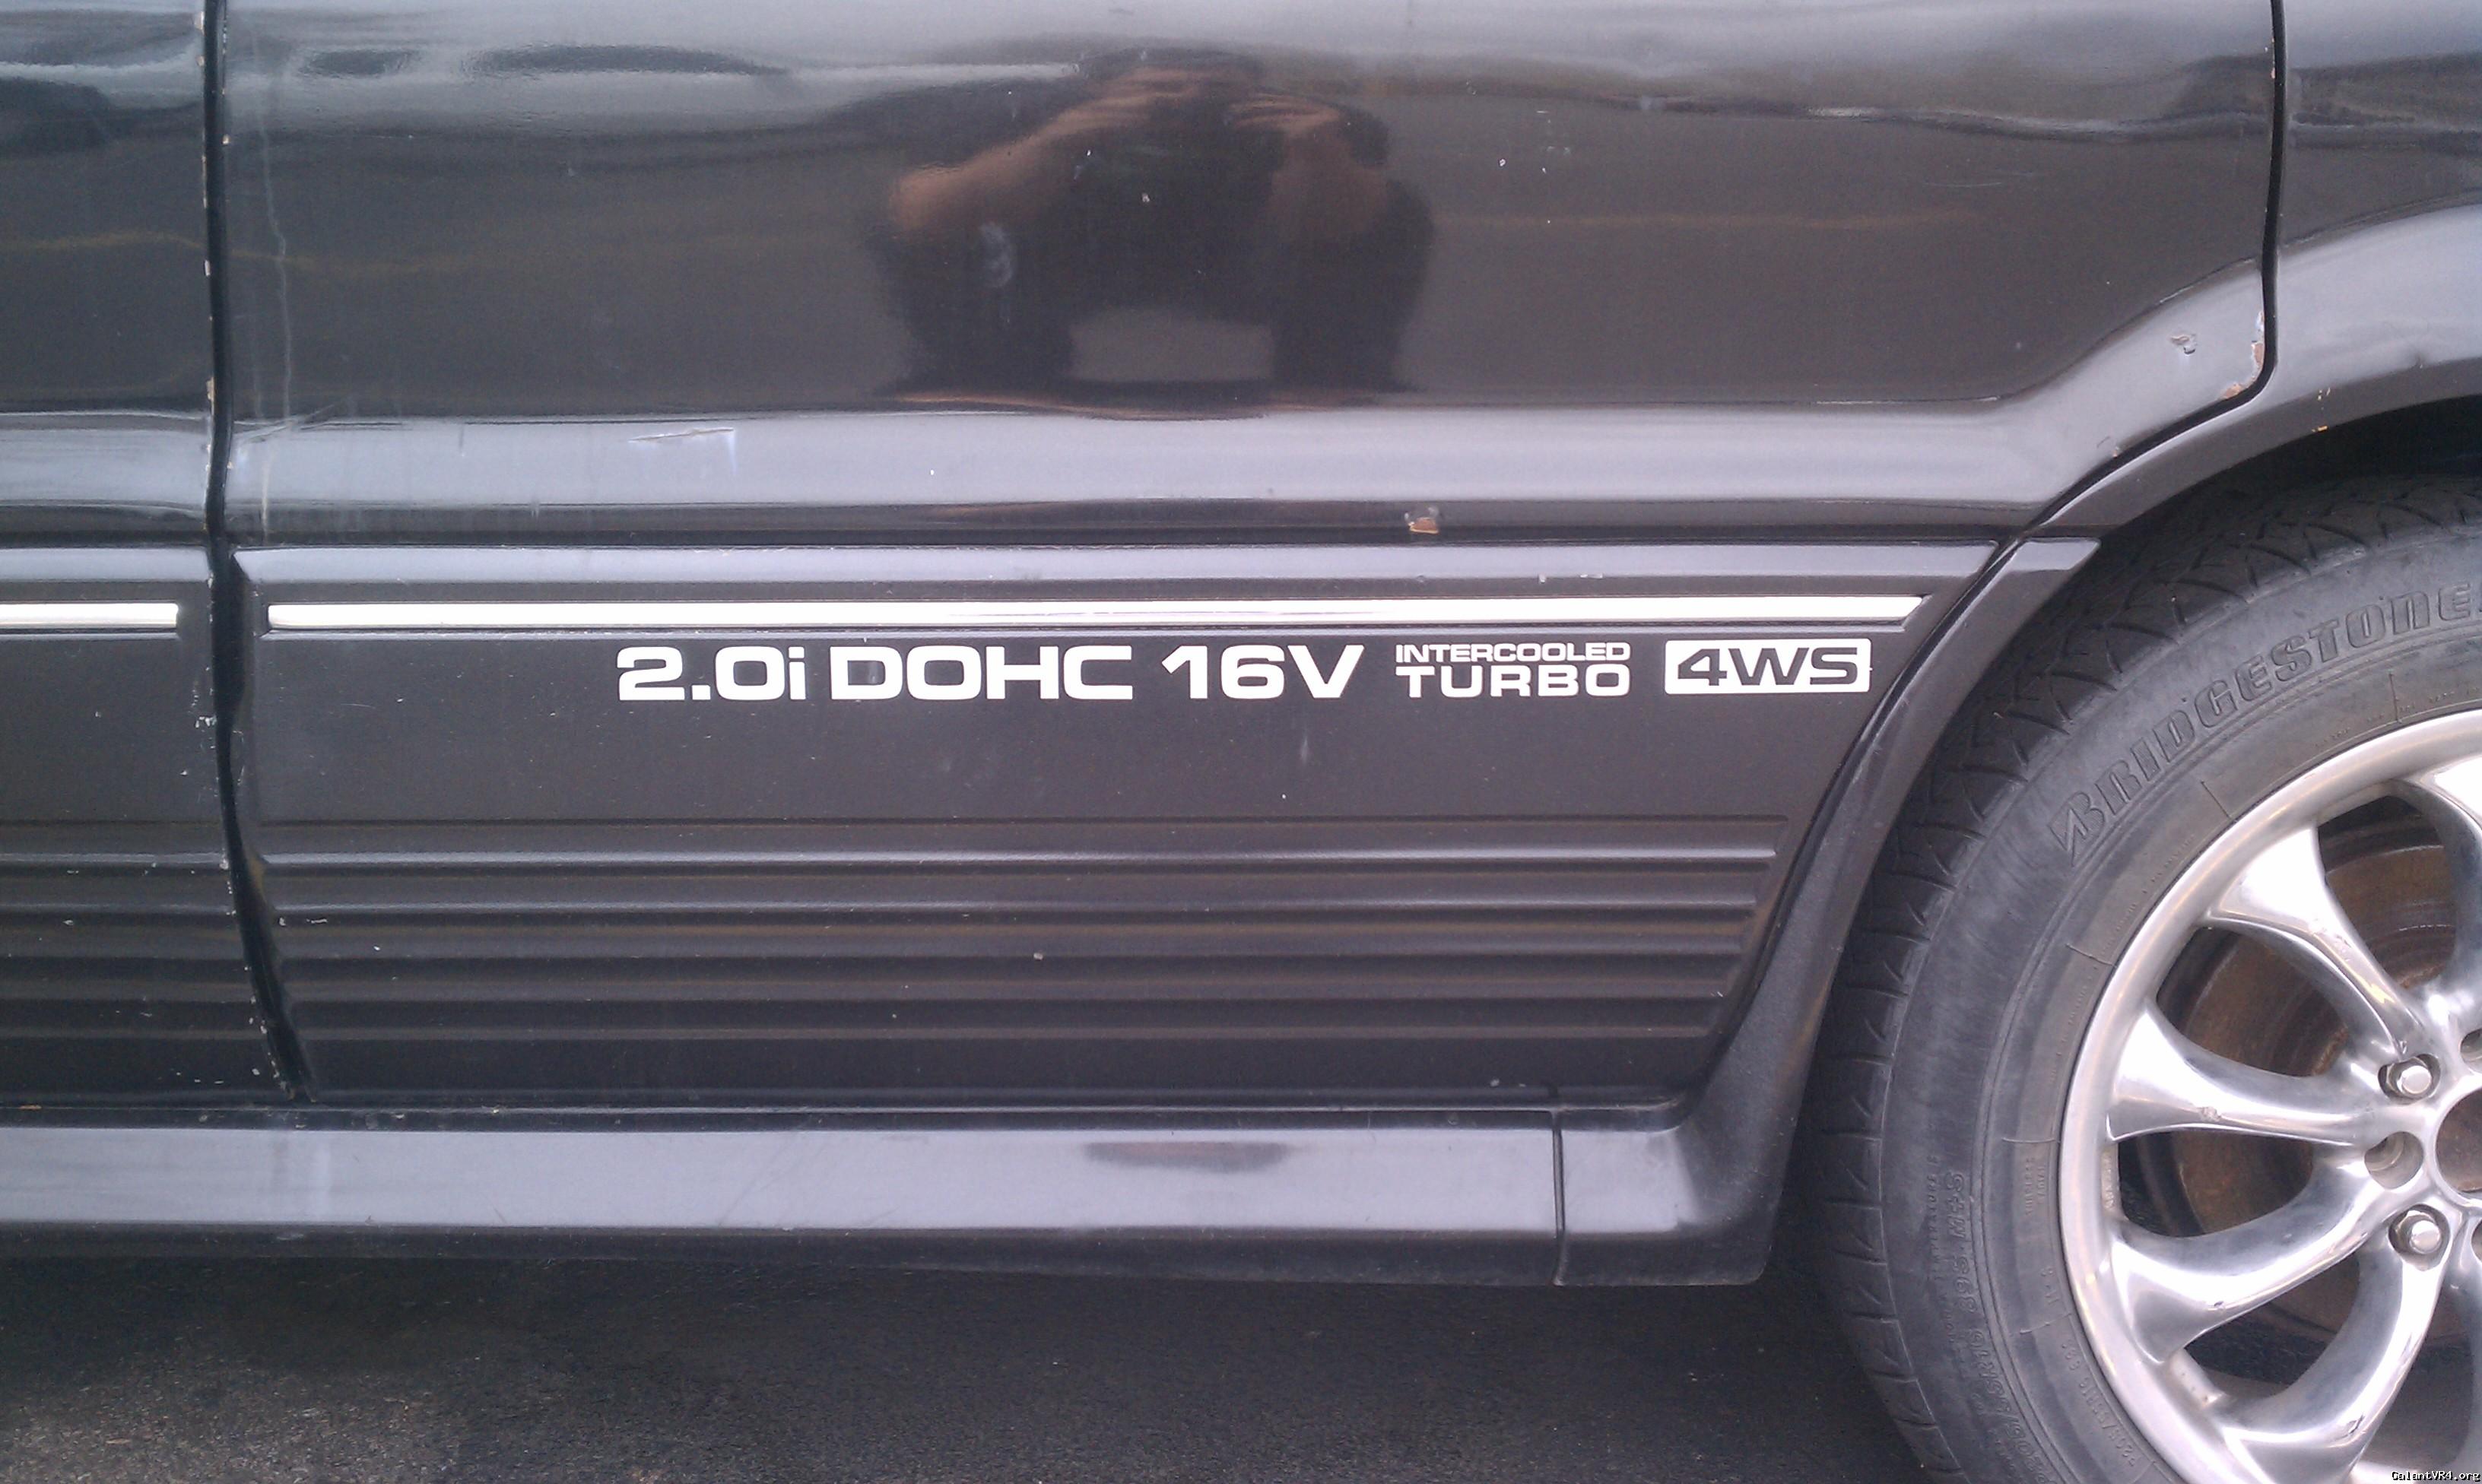 2.0i DOHC 16V INTERCOOLED TURBO 4WS
BRIDGESTONE
GalantVR4.org